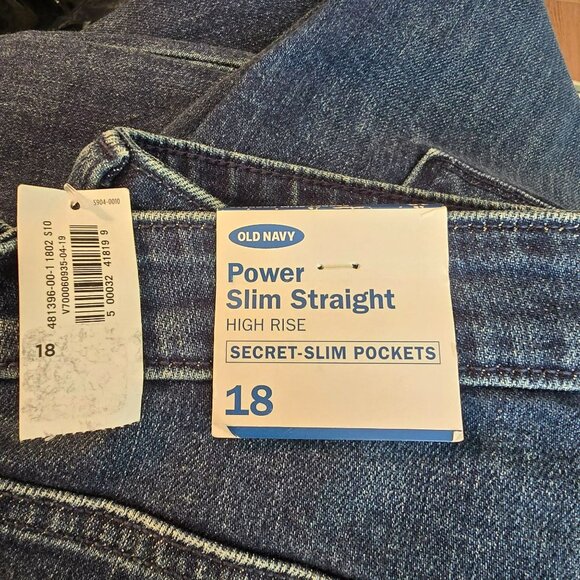 S904-0010
481396-00-1 1802 S10
V700060935-04-19
5 00032 41819 9
18
OLD NAVY
Power
Slim Straight
HIGH RISE
SECRET-SLIM POCKETS
18